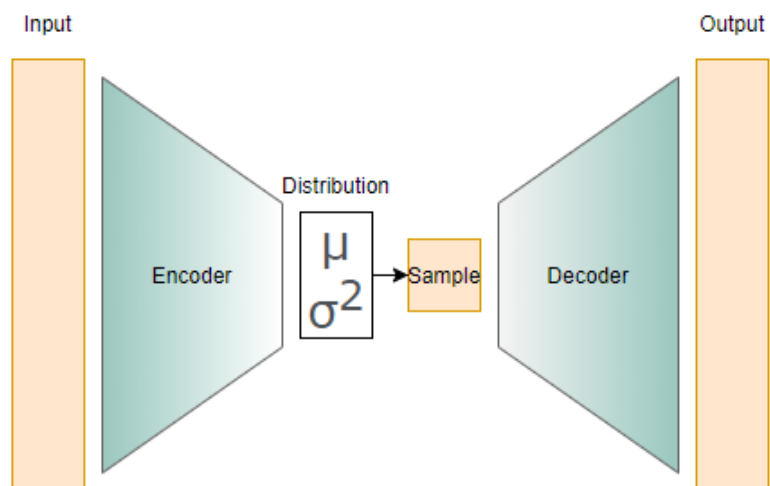 Input
Output
Distribution
μ
σ²
Encoder
Sample
Decoder